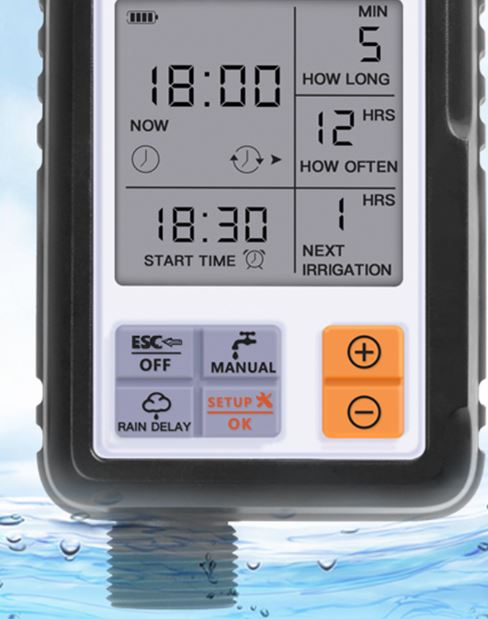 MIN
5
HOW LONG
18:00
NOW
HRS
12
HOW OFTEN
18:30
START TIME
HRS
1
NEXT
IRRIGATION
ESC
OFF
MANUAL
RAIN DELAY
SETUP
OK